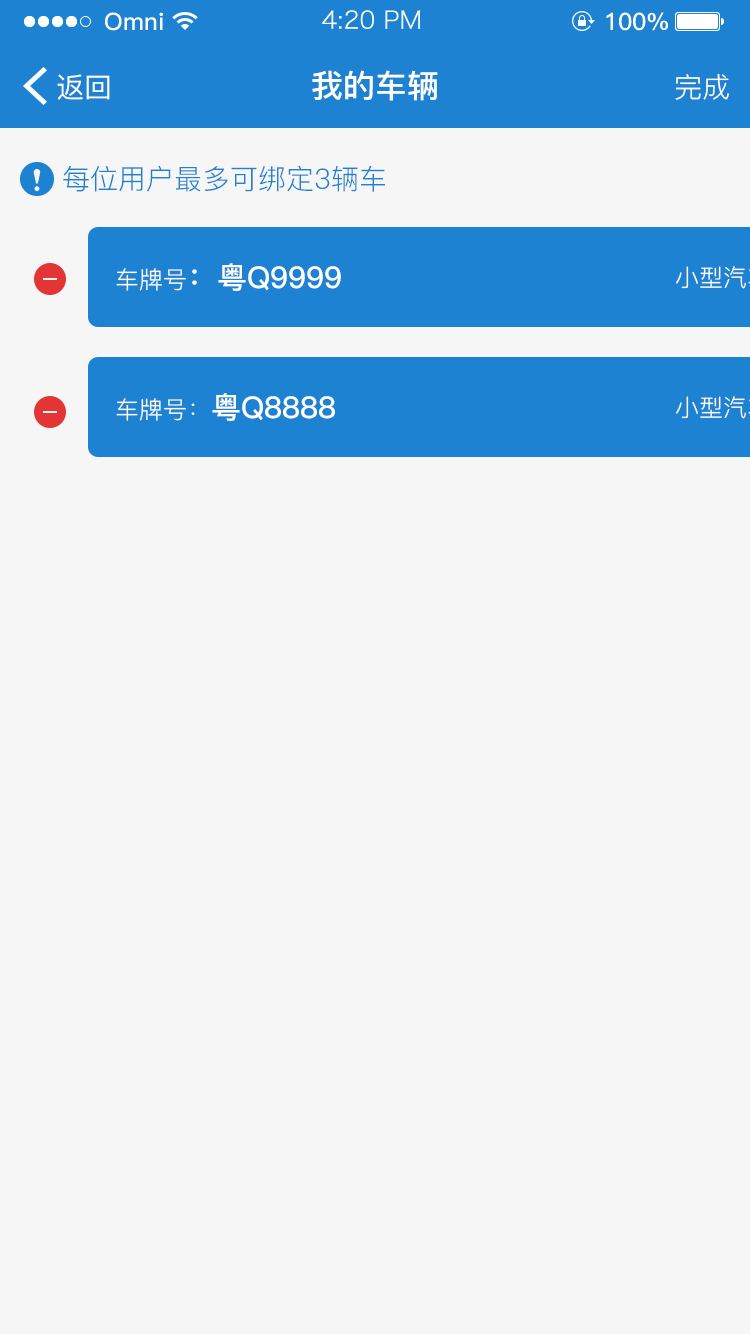 Omni 4:20 PM 100%
返回 我的车辆 完成
每位用户最多可绑定3辆车
车牌号：粤Q9999 小型汽
车牌号：粤Q8888 小型汽